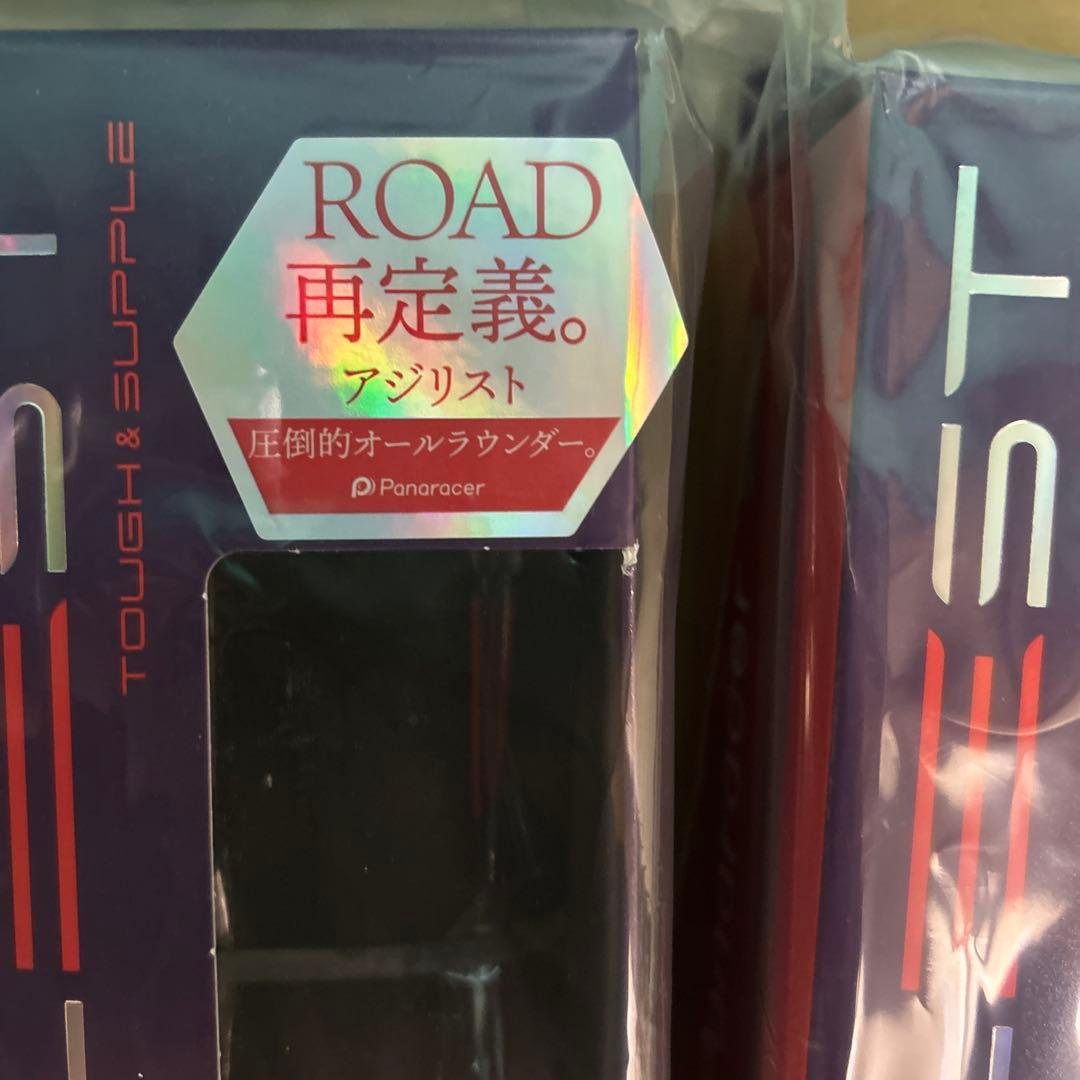 TOUGH & SUPPLE
ROAD
再定義。
アジリスト
圧倒的オールラウンダー。
Panaracer